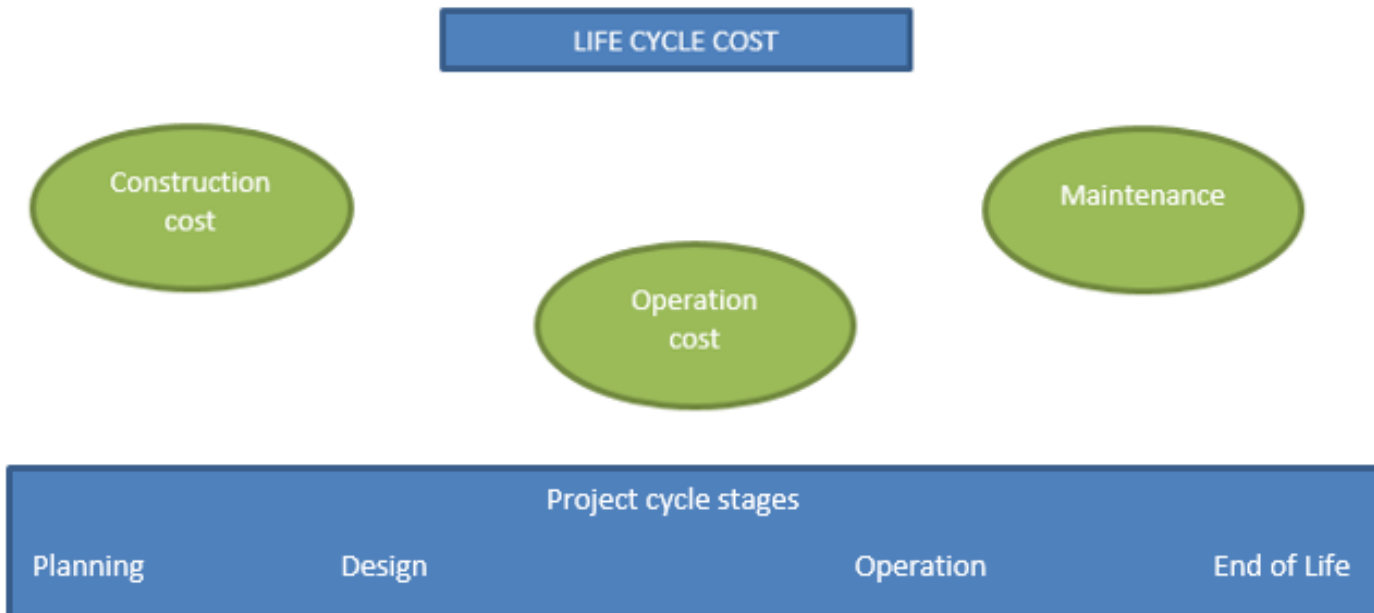 LIFE CYCLE COST
Construction
cost
Maintenance
Operation
cost
Project cycle stages
Planning Design Operation End of Life